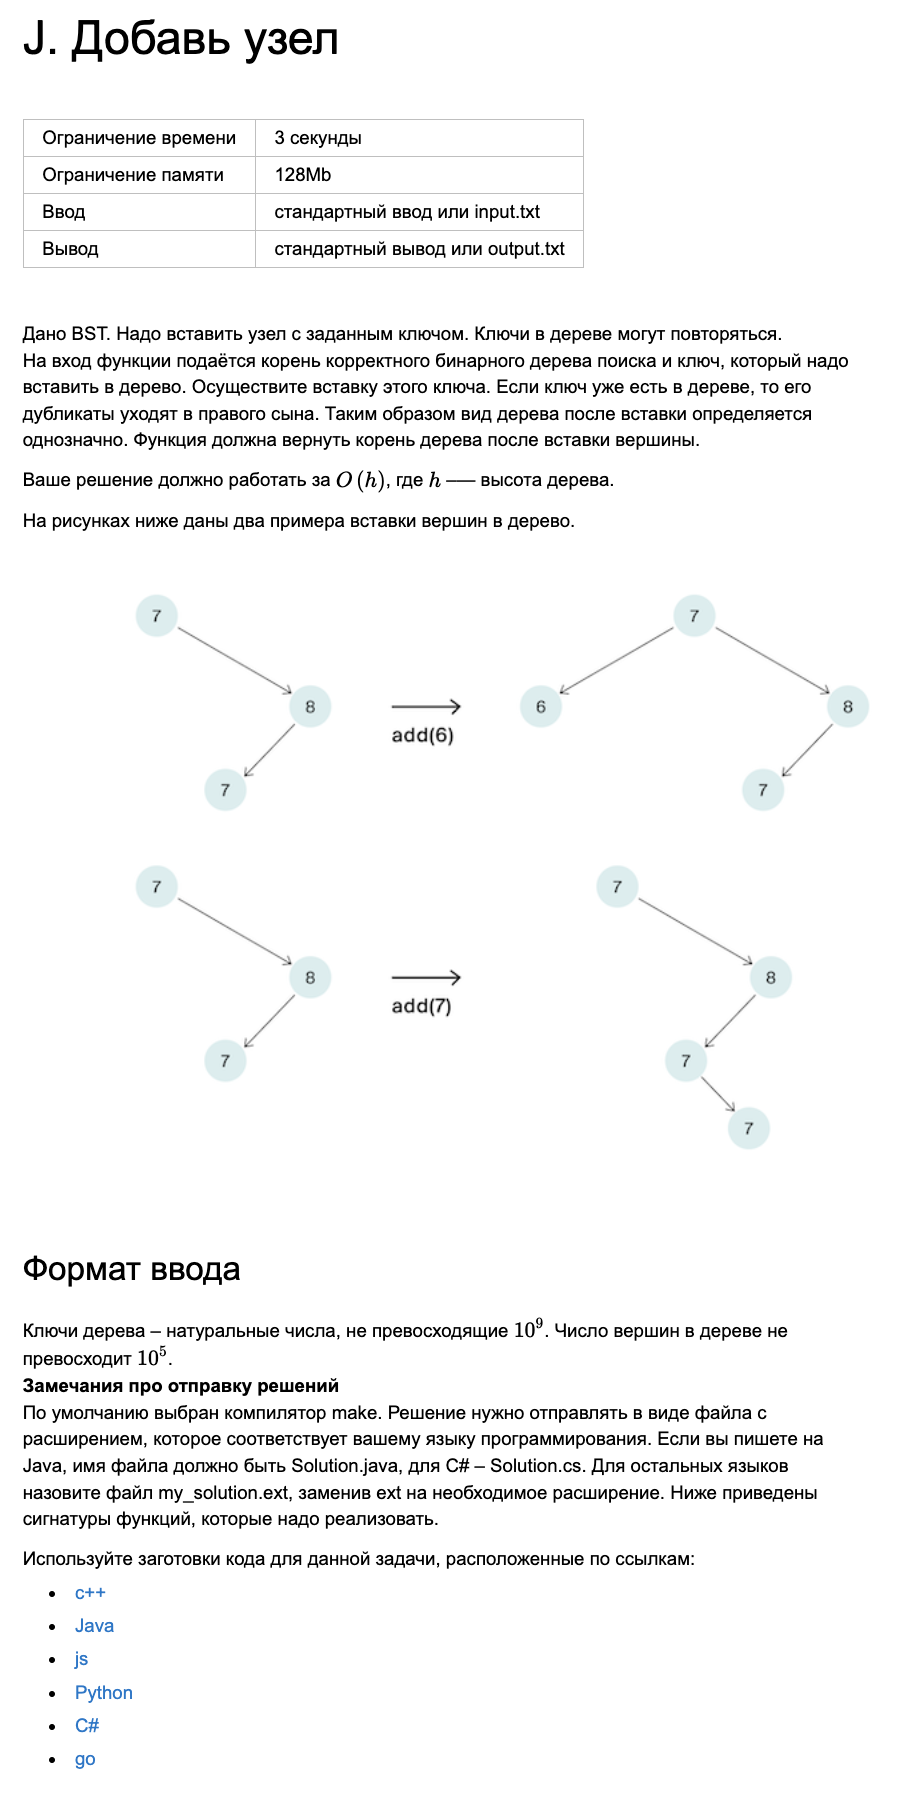 J. Добавь узел
Ограничение времени 3 секунды
Ограничение памяти 128Mb
Ввод стандартный ввод или input.txt
Вывод стандартный вывод или output.txt
Дано BST. Надо вставить узел с заданным ключом. Ключи в дереве могут повторяться.
На вход функции подаётся корень корректного бинарного дерева поиска и ключ, который надо
вставить в дерево. Осуществите вставку этого ключа. Если ключ уже есть в дереве, то его
дубликаты уходят в правого сына. Таким образом вид дерева после вставки определяется
однозначно. Функция должна вернуть корень дерева после вставки вершины.
Ваше решение должно работать за O (h), где h — высота дерева.
На рисунках ниже даны два примера вставки вершин в дерево.
7 7
8 6 8
add(6)
7 7
7 7
8 8
add(7)
7 7
7
Формат ввода
Ключи дерева – натуральные числа, не превосходящие 10⁹. Число вершин в дереве не
превосходит 10⁵.
Замечания про отправку решений
По умолчанию выбран компилятор make. Решение нужно отправлять в виде файла с
расширением, которое соответствует вашему языку программирования. Если вы пишете на
Java, имя файла должно быть Solution.java, для C# – Solution.cs. Для остальных языков
назовите файл my_solution.ext, заменив ext на необходимое расширение. Ниже приведены
сигнатуры функций, которые надо реализовать.
Используйте заготовки кода для данной задачи, расположенные по ссылкам:
• c++
• Java
• js
• Python
• C#
• go